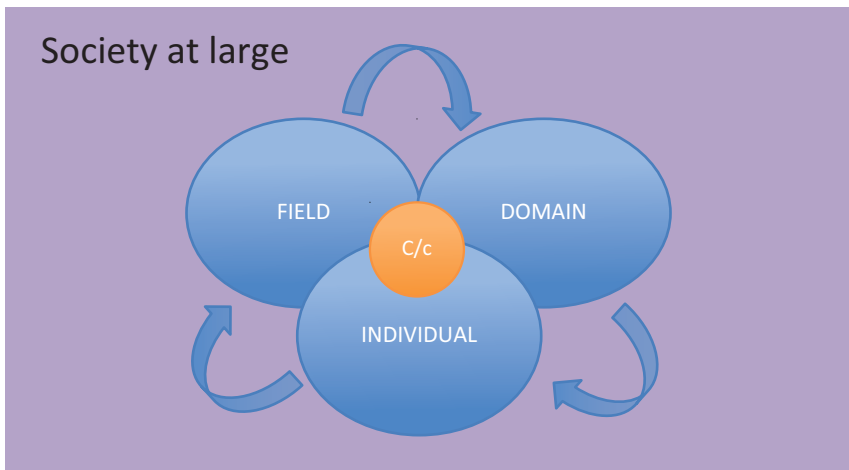 Society at large
FIELD
DOMAIN
C/c
INDIVIDUAL